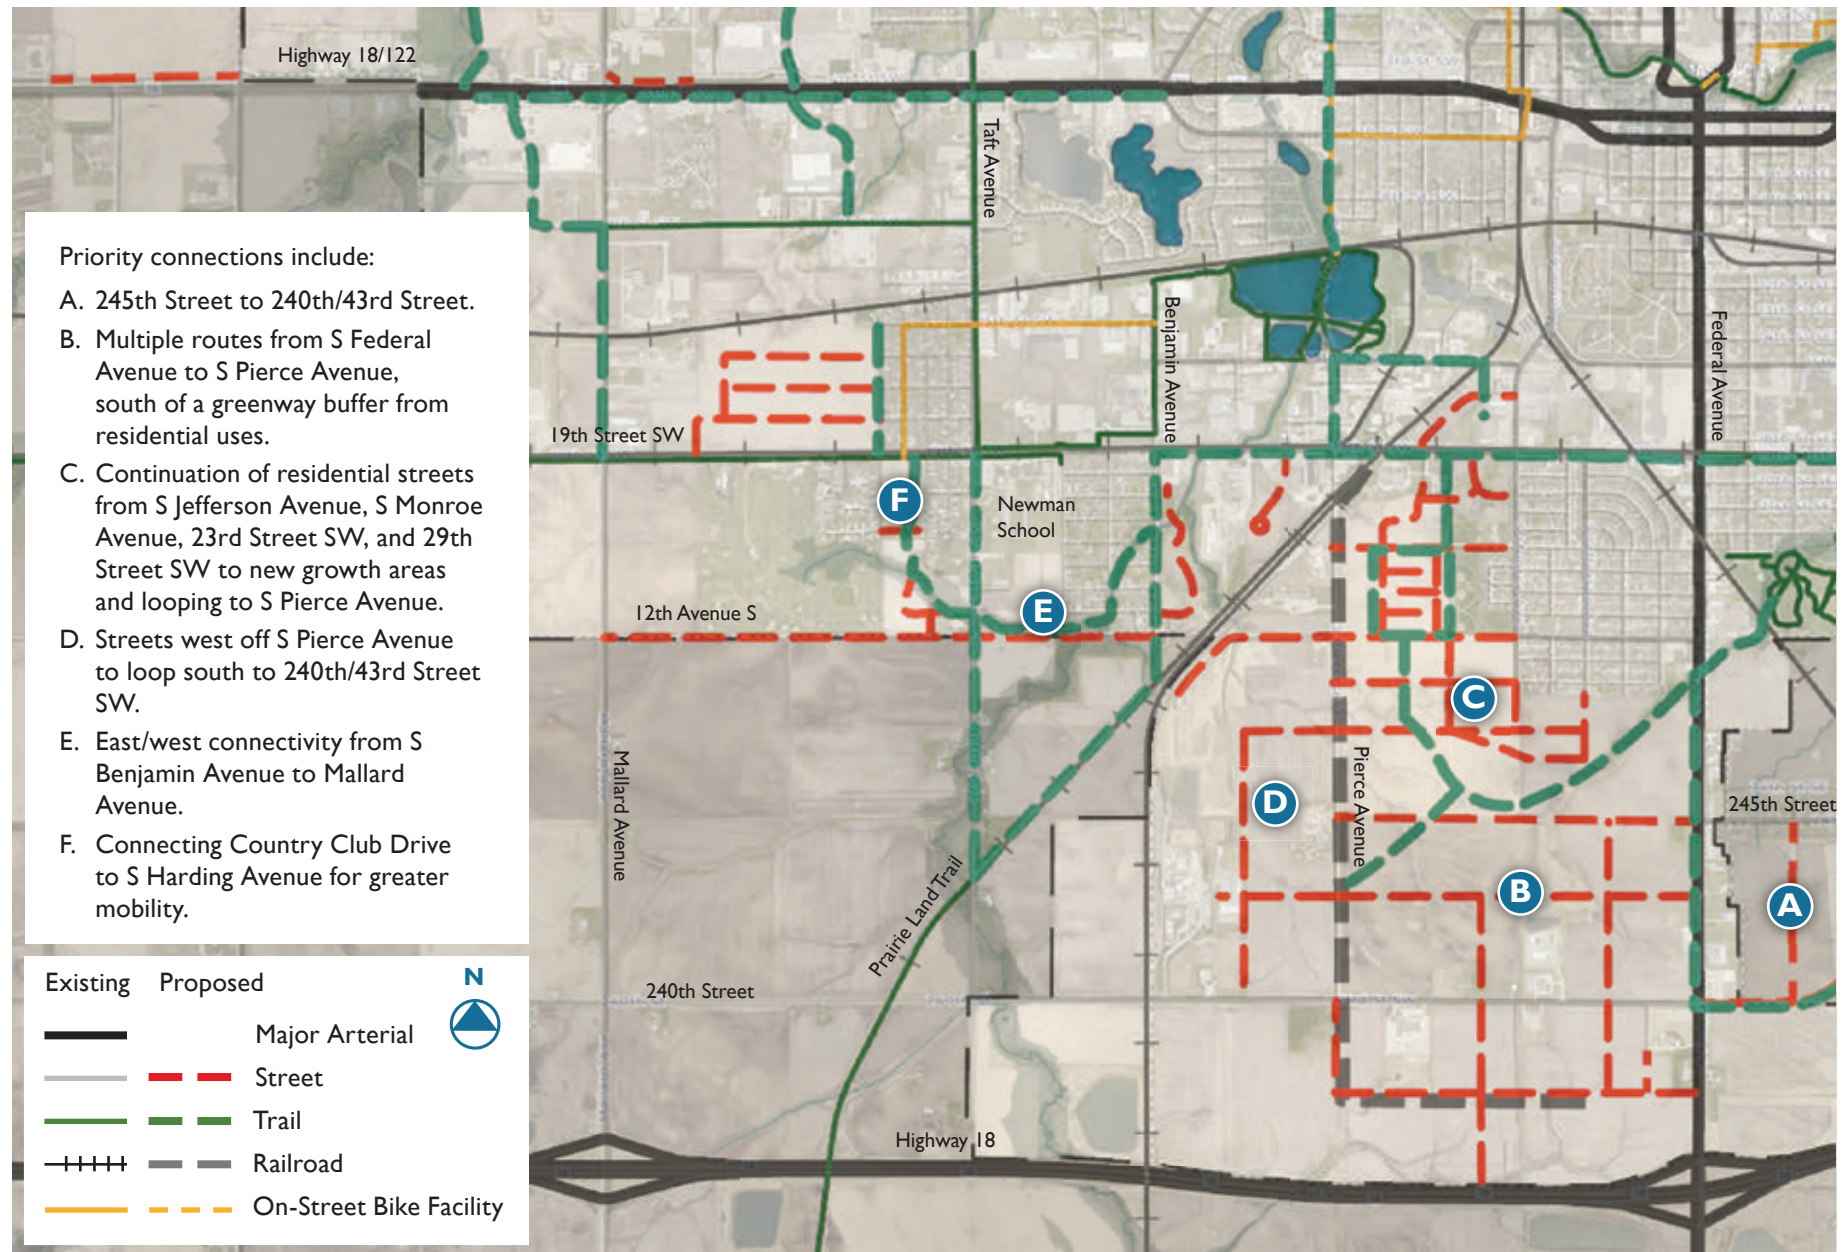 Highway 18/122
Taft Avenue
Priority connections include:
A. 245th Street to 240th/43rd Street.
B. Multiple routes from S Federal
Avenue to S Pierce Avenue,
south of a greenway buffer from
residential uses.
C. Continuation of residential streets
from S Jefferson Avenue, S Monroe
Avenue, 23rd Street SW, and 29th
Street SW to new growth areas
and looping to S Pierce Avenue.
D. Streets west off S Pierce Avenue
to loop south to 240th/43rd Street
SW.
E. East/west connectivity from S
Benjamin Avenue to Mallard
Avenue.
F. Connecting Country Club Drive
to S Harding Avenue for greater
mobility.
Benjamin Avenue
Federal Avenue
19th Street SW
F
Newman
School
E
12th Avenue S
C
Mallard Avenue
Pierce Avenue
D
245th Street
Prairie Land Trail
B
A
240th Street
Highway 18
Existing Proposed
N
Major Arterial
Street
Trail
Railroad
On-Street Bike Facility